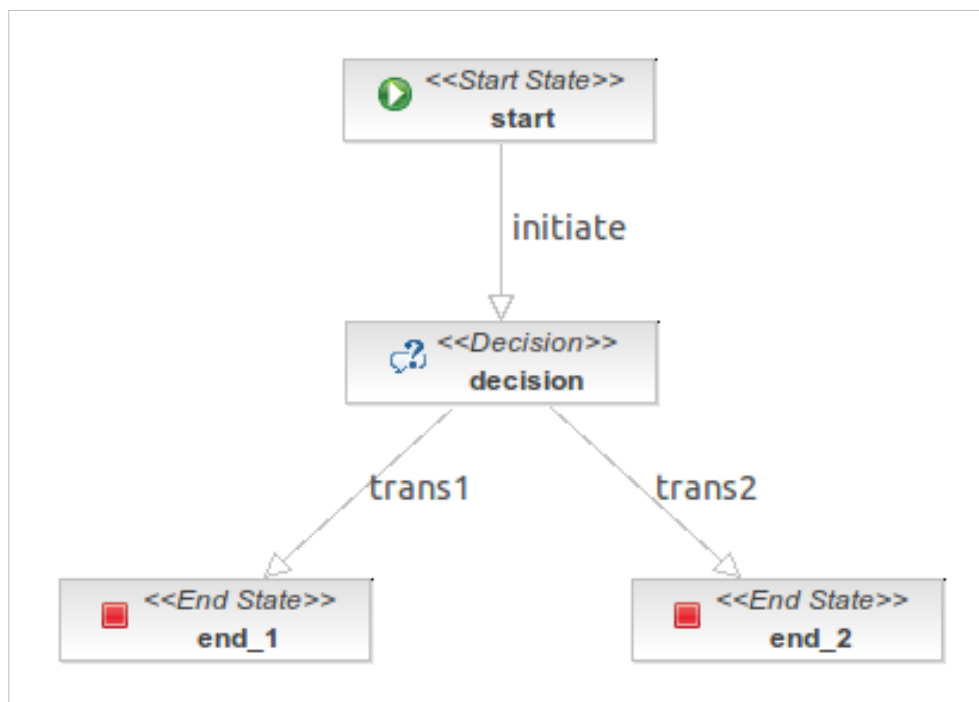 <<Start State>>
start
initiate
<<Decision>>
decision
trans1
trans2
<<End State>>
end_1
<<End State>>
end_2